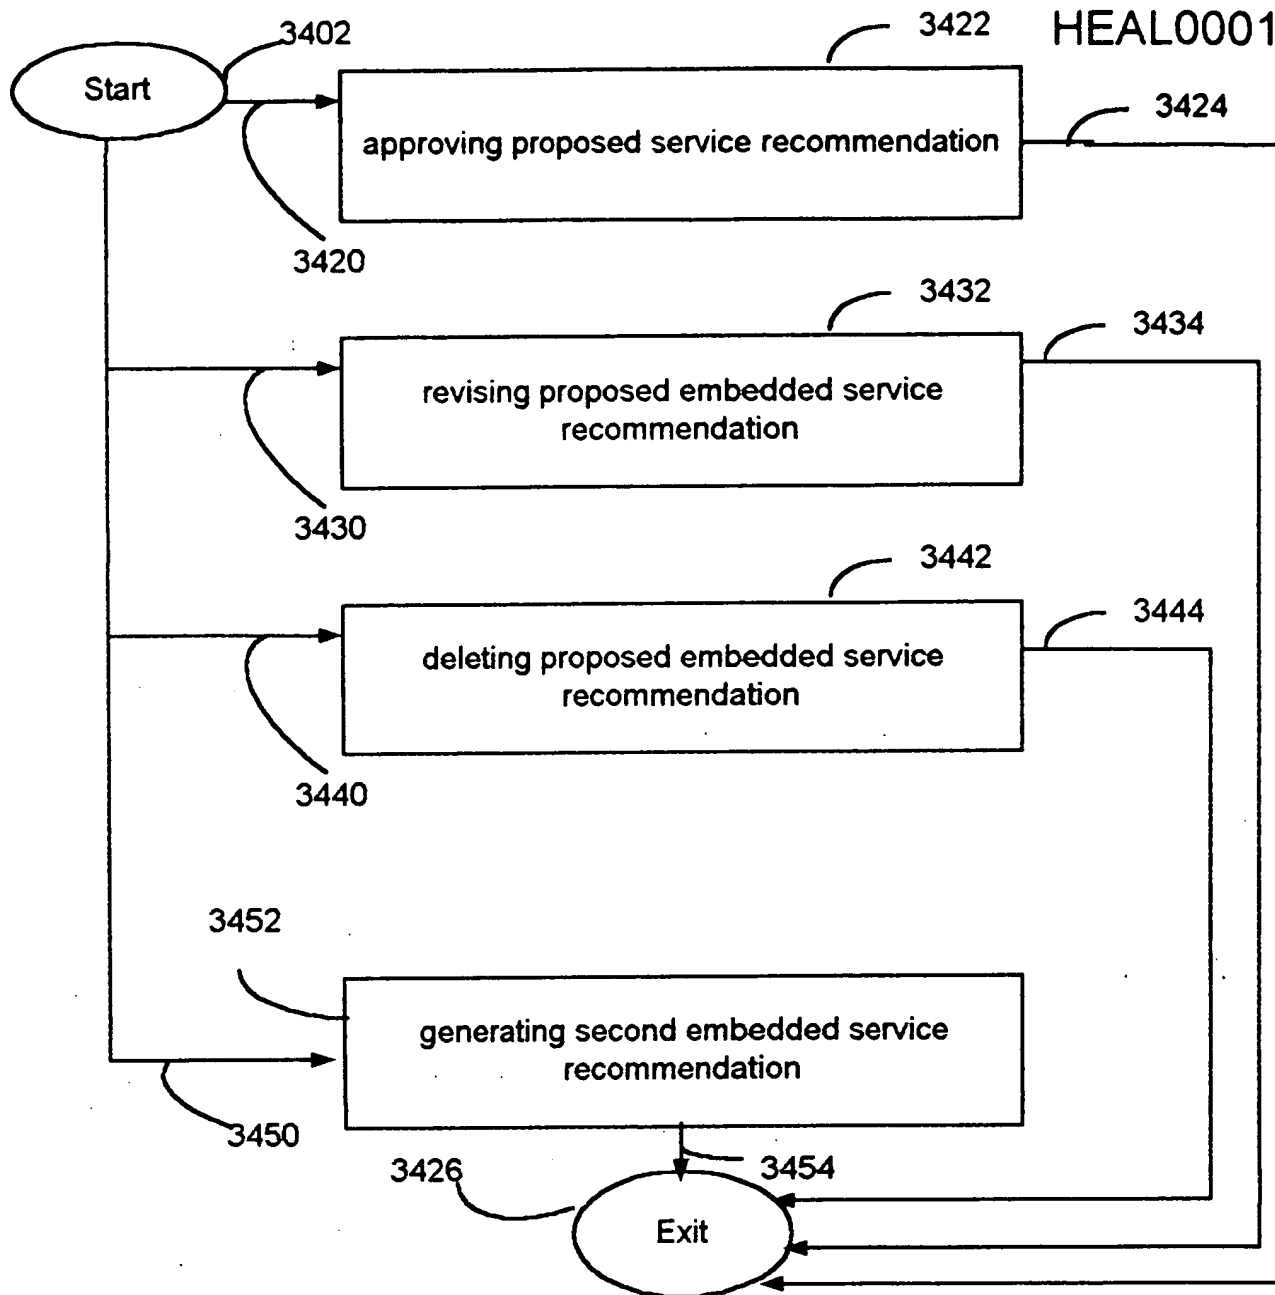 HEAL0001
3402
3422
3424
Start
approving proposed service recommendation
3420
3432
3434
revising proposed embedded service
recommendation
3430
3442
3444
deleting proposed embedded service
recommendation
3440
3452
generating second embedded service
recommendation
3450
3426
3454
Exit